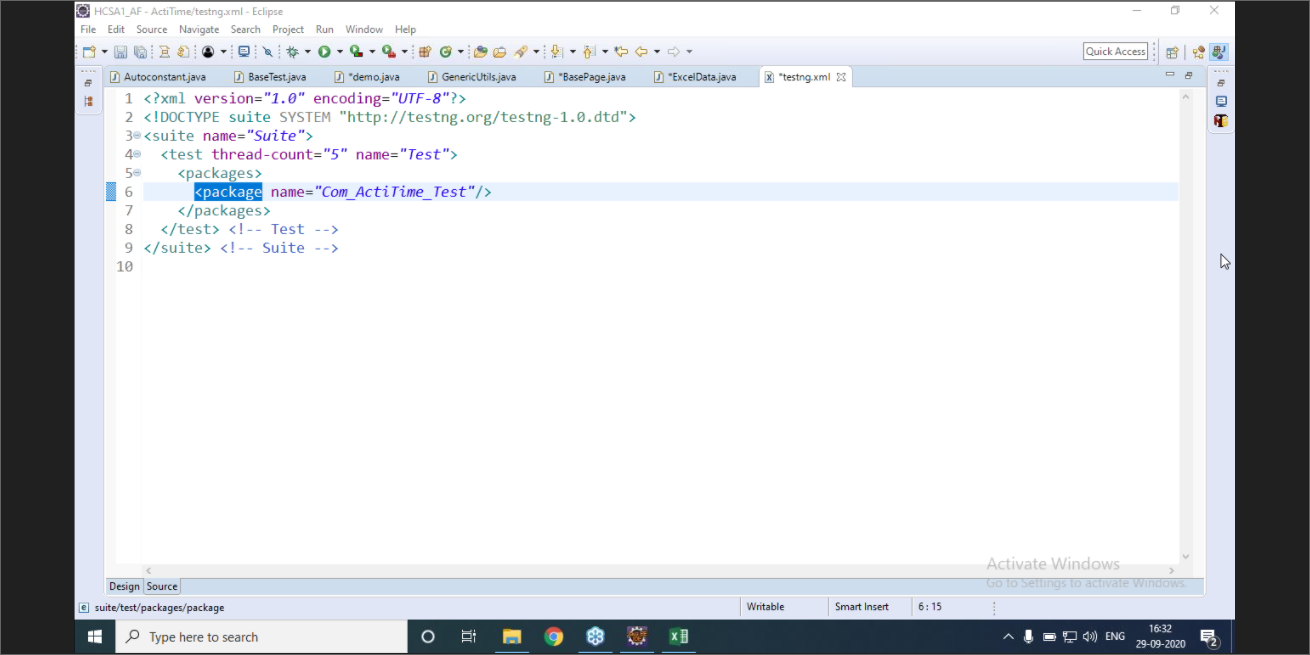 HCSA1_AF - ActiTime/testng.xml - Eclipse
File Edit Source Navigate Search Project Run Window Help
Quick Access
Autoconstant.java BaseTest.java *demo.java GenericUtils.java *BasePage.java *ExcelData.java *testng.xml
1 <?xml version="1.0" encoding="UTF-8"?>
2 <!DOCTYPE suite SYSTEM "http://testng.org/testng-1.0.dtd">
3 <suite name="Suite">
4 <test thread-count="5" name="Test">
5 <packages>
6 <package name="Com_ActiTime_Test"/>
7 </packages>
8 </test> <!-- Test -->
9 </suite> <!-- Suite -->
10
Activate Windows
Go to Settings to activate Windows.
Design Source
suite/test/packages/package Writable Smart Insert 6 : 15
Type here to search
ENG
16:32
29-09-2020
2